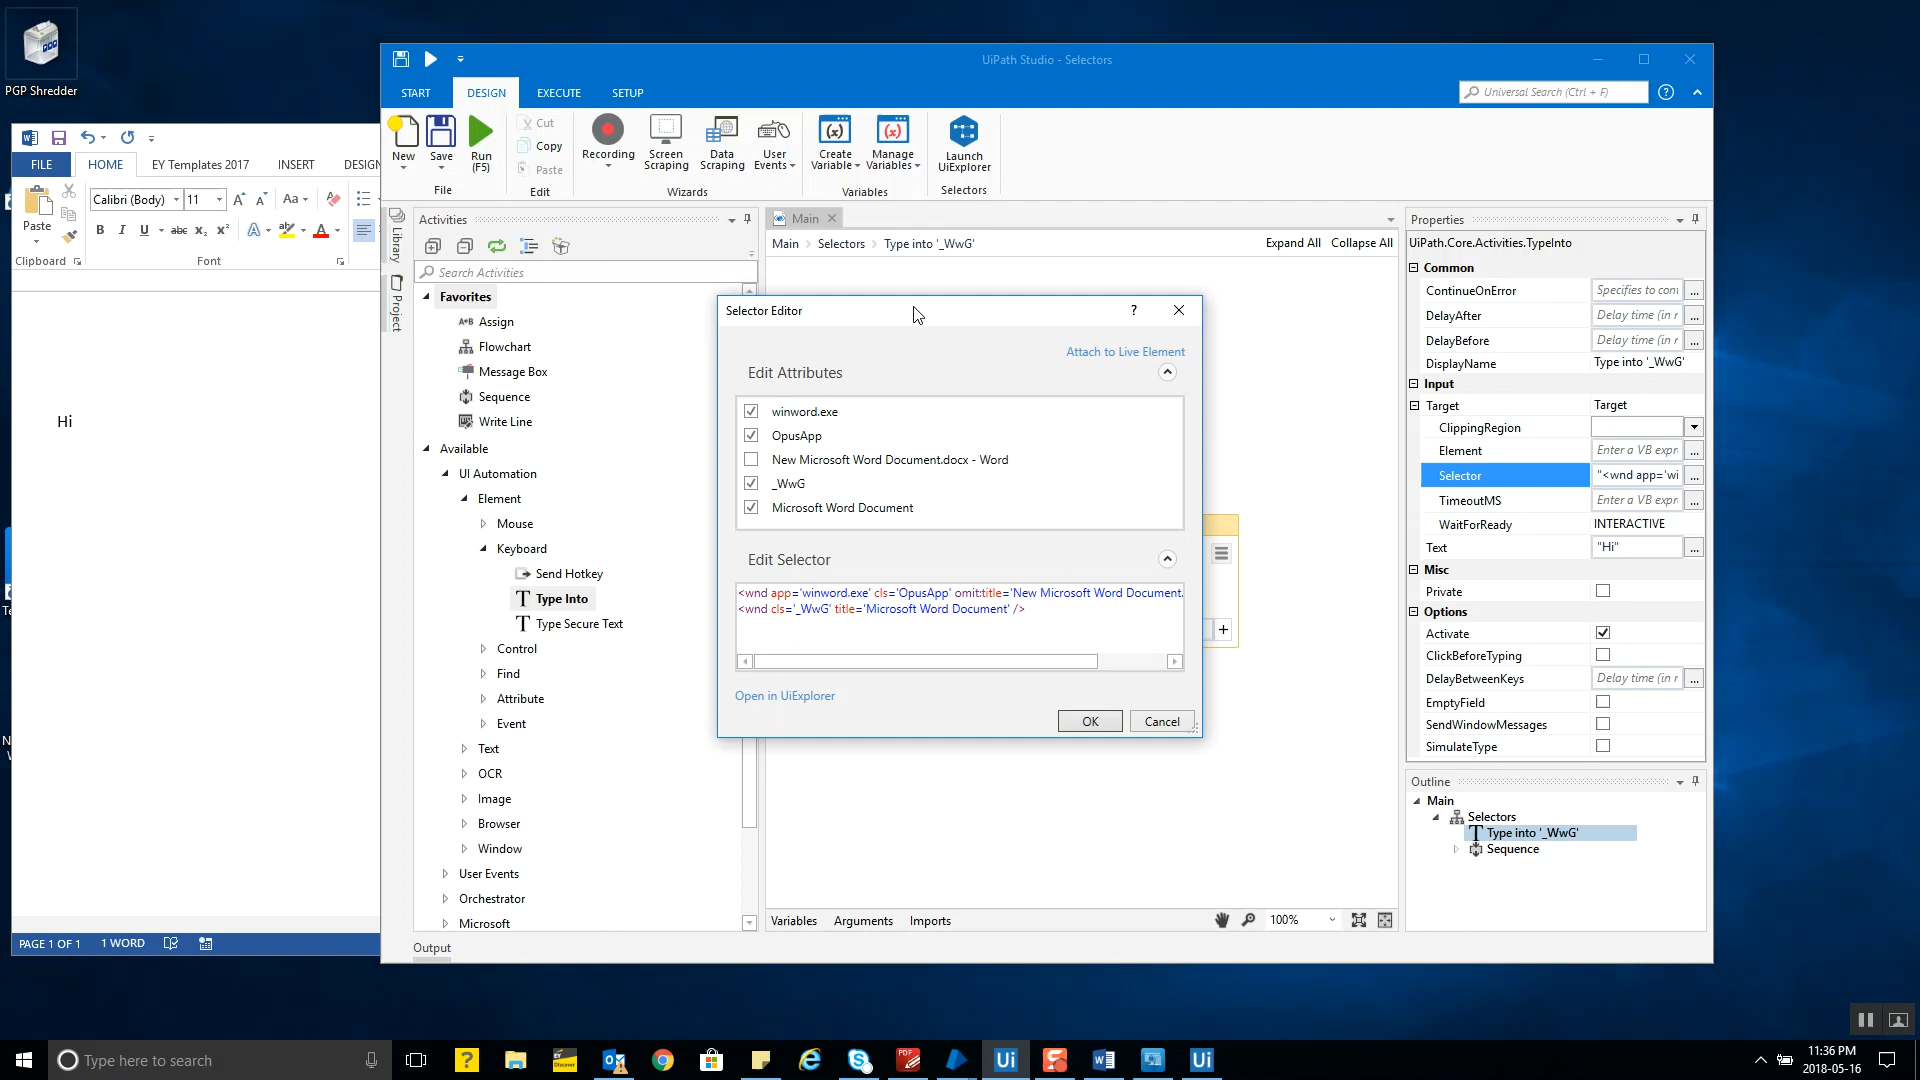 PGP Shredder
UiPath Studio - Selectors
START
DESIGN
EXECUTE
SETUP
Universal Search (Ctrl + F)
New
Save
Run
(F5)
Cut
Copy
Paste
Recording
Screen
Scraping
Data
Scraping
User
Events
Create
Variable
Manage
Variables
Launch
UiExplorer
File
Edit
Wizards
Variables
Selectors
FILE
HOME
EY Templates 2017
INSERT
DESIGN
Calibri (Body)
11
Paste
Clipboard
Font
Hi
PAGE 1 OF 1
1 WORD
Library
Project
Activities
Search Activities
Favorites
Assign
Flowchart
Message Box
Sequence
Write Line
Available
UI Automation
Element
Mouse
Keyboard
Send Hotkey
Type Into
Type Secure Text
Control
Find
Attribute
Event
Text
OCR
Image
Browser
Window
User Events
Orchestrator
Microsoft
Output
Main
Main
Selectors
Type into '_WwG'
Expand All
Collapse All
Selector Editor
?
Attach to Live Element
Edit Attributes
winword.exe
OpusApp
New Microsoft Word Document.docx - Word
_WwG
Microsoft Word Document
Edit Selector
<wnd app='winword.exe' cls='OpusApp' omit:title='New Microsoft Word Document.
<wnd cls='_WwG' title='Microsoft Word Document' />
Open in UiExplorer
OK
Cancel
Variables
Arguments
Imports
100%
Properties
UiPath.Core.Activities.TypeInto
Common
ContinueOnError
Specifies to con
DelayAfter
Delay time (in r
DelayBefore
Delay time (in r
DisplayName
Type into '_WwG'
Input
Target
Target
ClippingRegion
Element
Enter a VB expr
Selector
"<wnd app='wi
TimeoutMS
Enter a VB expr
WaitForReady
INTERACTIVE
Text
"Hi"
Misc
Private
Options
Activate
ClickBeforeTyping
DelayBetweenKeys
Delay time (in r
EmptyField
SendWindowMessages
SimulateType
Outline
Main
Selectors
Type into '_WwG'
Sequence
Type here to search
11:36 PM
2018-05-16